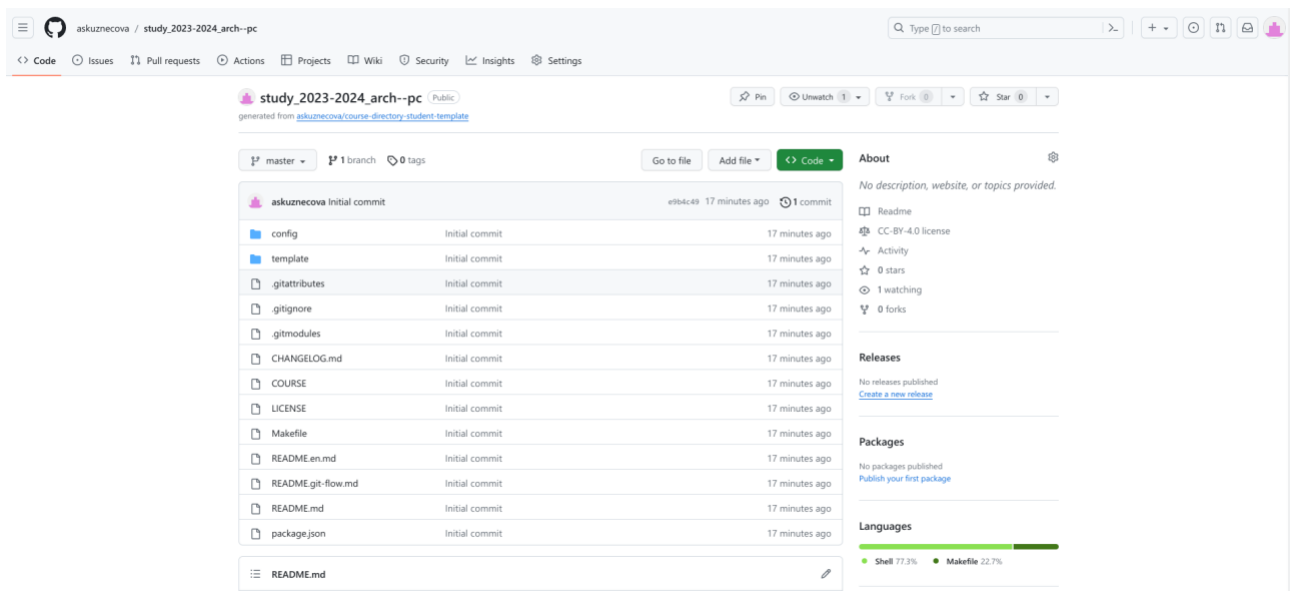 askuznecova / study_2023-2024_arch--pc
Type / to search
Code Issues Pull requests Actions Projects Wiki Security Insights Settings
study_2023-2024_arch--pc Public
Pin Unwatch 1 Fork 0 Star 0
generated from askuznecova/course-directory-student-template
master 1 branch 0 tags Go to file Add file Code
askuznecova Initial commit e9b4c49 17 minutes ago 1 commit
config Initial commit 17 minutes ago
template Initial commit 17 minutes ago
.gitattributes Initial commit 17 minutes ago
.gitignore Initial commit 17 minutes ago
.gitmodules Initial commit 17 minutes ago
CHANGELOG.md Initial commit 17 minutes ago
COURSE Initial commit 17 minutes ago
LICENSE Initial commit 17 minutes ago
Makefile Initial commit 17 minutes ago
README.en.md Initial commit 17 minutes ago
README.git-flow.md Initial commit 17 minutes ago
README.md Initial commit 17 minutes ago
package.json Initial commit 17 minutes ago
README.md
About
No description, website, or topics provided.
Readme
CC-BY-4.0 license
Activity
0 stars
1 watching
0 forks
Releases
No releases published
Create a new release
Packages
No packages published
Publish your first package
Languages
Shell 77.3% Makefile 22.7%